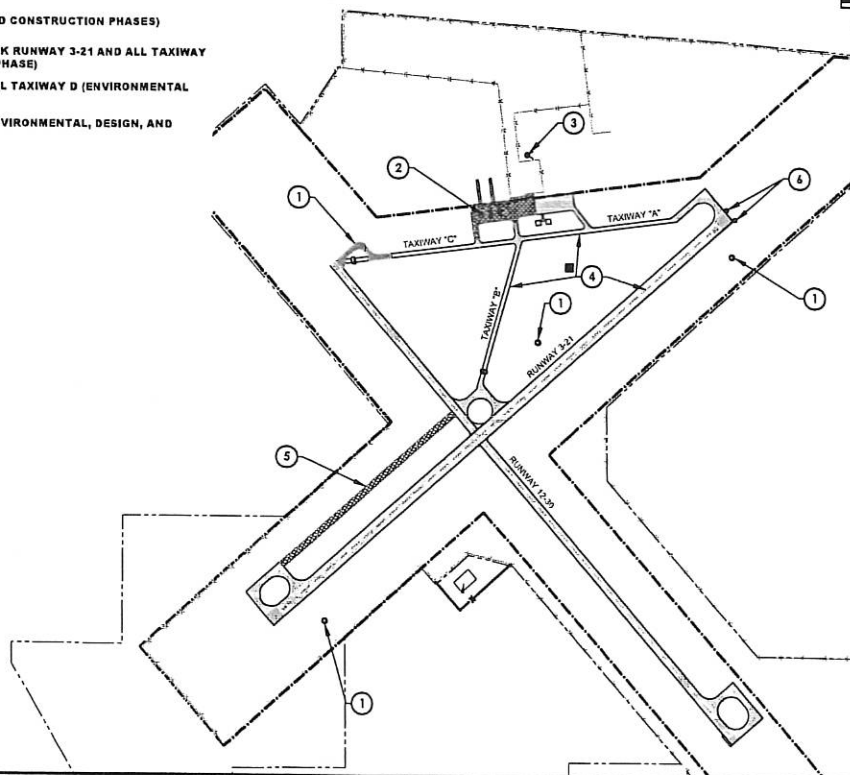 D CONSTRUCTION PHASES)
K RUNWAY 3-21 AND ALL TAXIWAY
HASE)
L TAXIWAY D (ENVIRONMENTAL
VIRONMENTAL, DESIGN, AND
3
2
6
1
TAXIWAY "A"
TAXIWAY "C"
4
1
1
TAXIWAY "B"
RUNWAY 3-21
5
RUNWAY 12-30
1